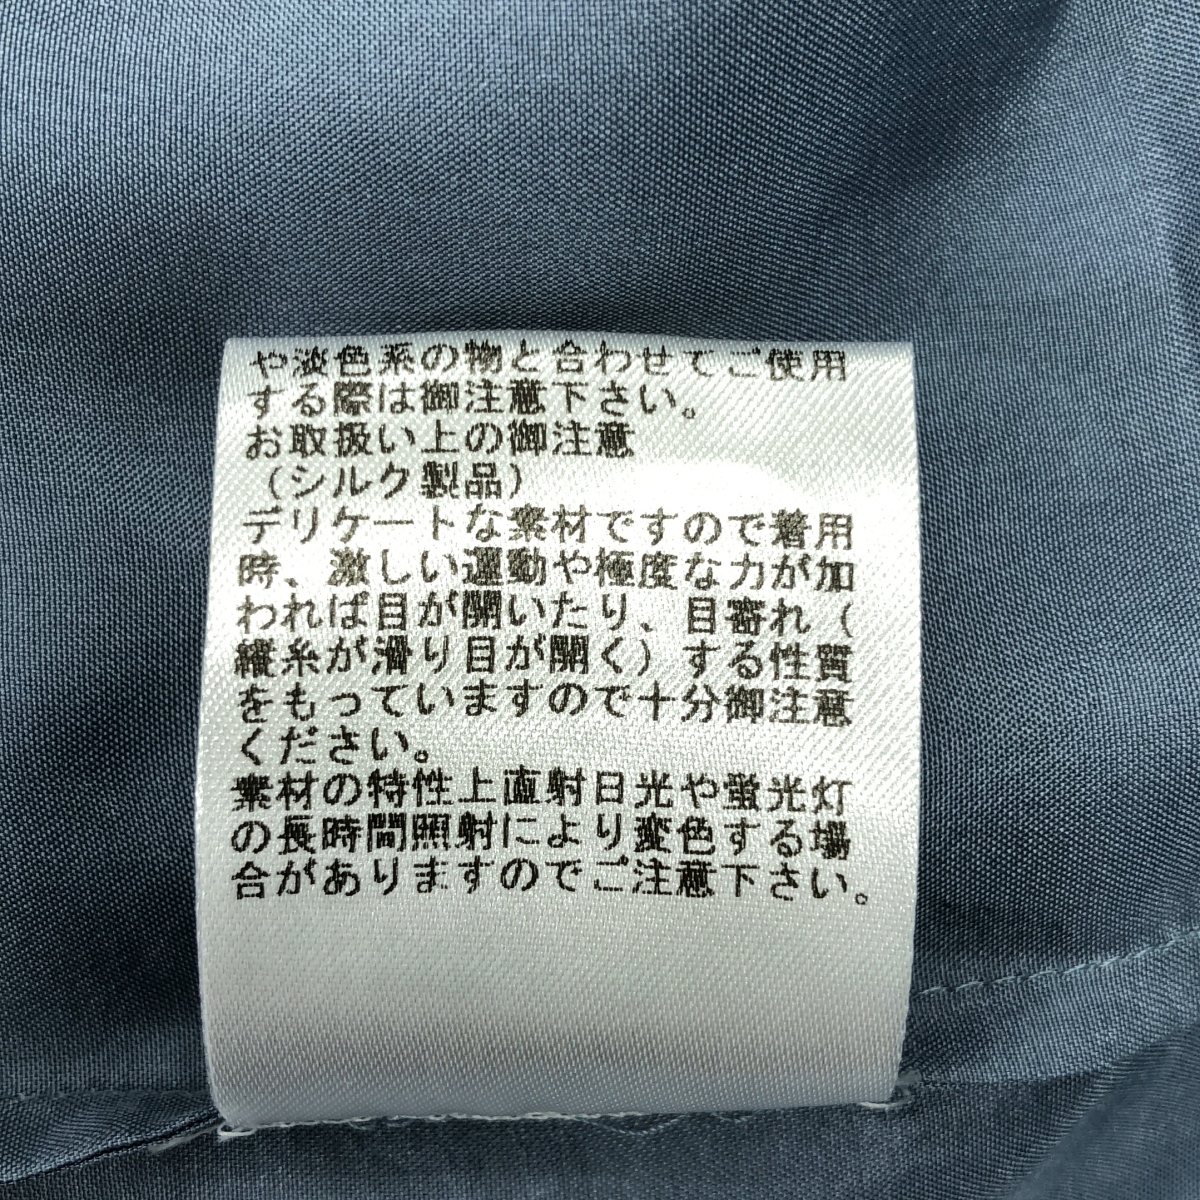 や淡色系の物と合わせてご使用
する際は御注意下さい。
お取扱い上の御注意
(シルク製品)
デリケートな素材ですので着用
時、激しい運動や極度な力が加
われば目が開いたり、目寄れ(
縦糸が滑り目が開く)する性質
をもっていますので十分御注意
ください。
素材の特性上直射日光や蛍光灯
の長時間照射により変色する場
合がありますのでご注意下さい。